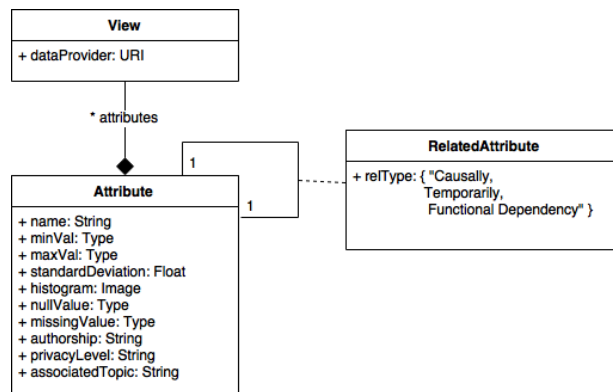 View
+ dataProvider: URI
* attributes
1
1
Attribute
+ name: String
+ minVal: Type
+ maxVal: Type
+ standardDeviation: Float
+ histogram: Image
+ nullValue: Type
+ missingValue: Type
+ authorship: String
+ privacyLevel: String
+ associatedTopic: String
RelatedAttribute
+ relType: { "Causally,
Temporarily,
Functional Dependency" }